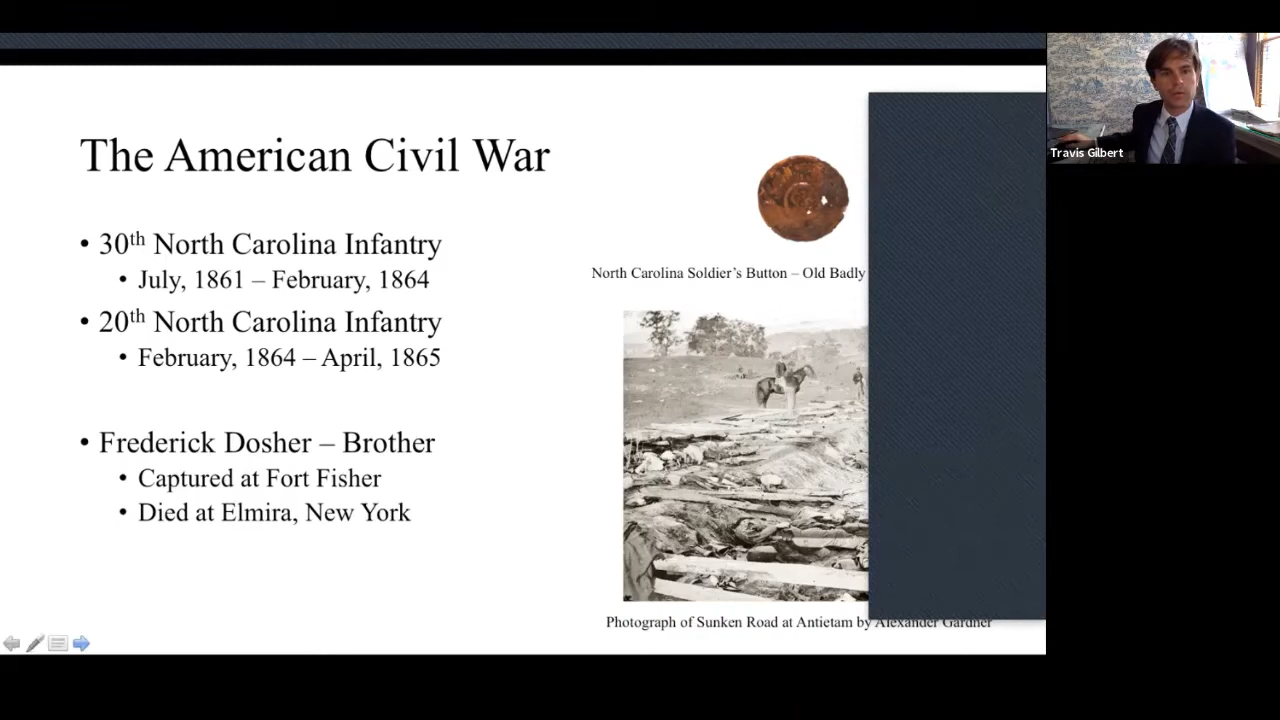 The American Civil War
• 30th North Carolina Infantry
• July, 1861 – February, 1864
• 20th North Carolina Infantry
• February, 1864 – April, 1865
• Frederick Dosher – Brother
• Captured at Fort Fisher
• Died at Elmira, New York
North Carolina Soldier’s Button – Old Badly
Photograph of Sunken Road at Antietam by Alexander Gardner
Travis Gilbert